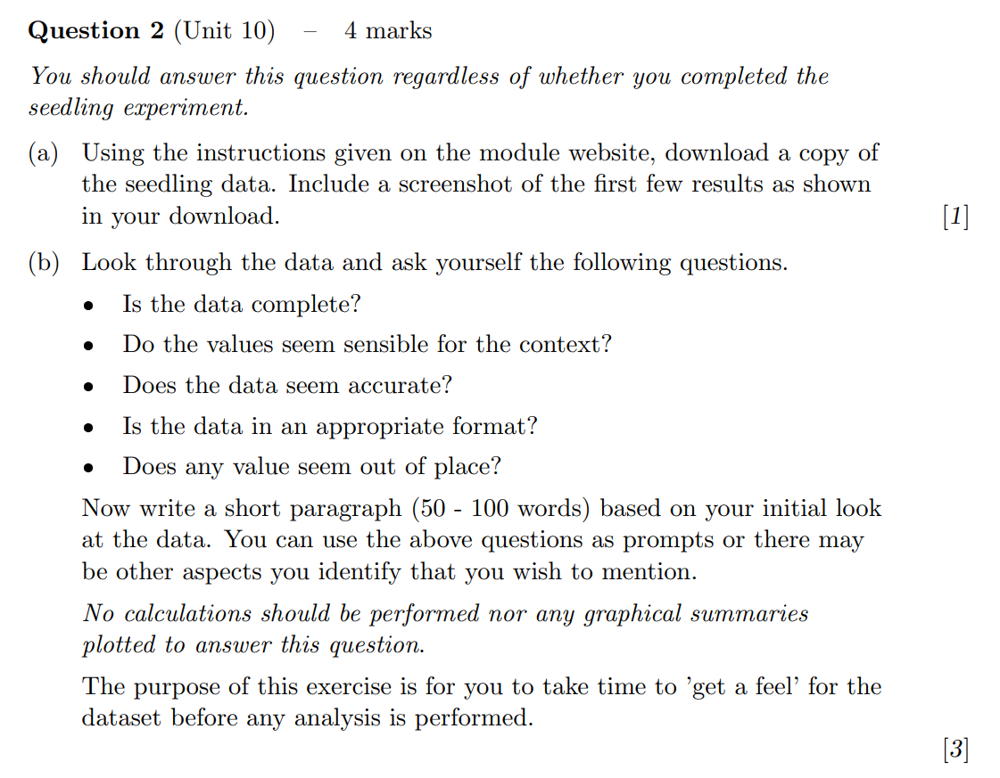 Question 2 (Unit 10) – 4 marks
You should answer this question regardless of whether you completed the
seedling experiment.
(a) Using the instructions given on the module website, download a copy of
the seedling data. Include a screenshot of the first few results as shown
in your download. [1]
(b) Look through the data and ask yourself the following questions.
• Is the data complete?
• Do the values seem sensible for the context?
• Does the data seem accurate?
• Is the data in an appropriate format?
• Does any value seem out of place?
Now write a short paragraph (50 - 100 words) based on your initial look
at the data. You can use the above questions as prompts or there may
be other aspects you identify that you wish to mention.
No calculations should be performed nor any graphical summaries
plotted to answer this question.
The purpose of this exercise is for you to take time to 'get a feel' for the
dataset before any analysis is performed.
[3]